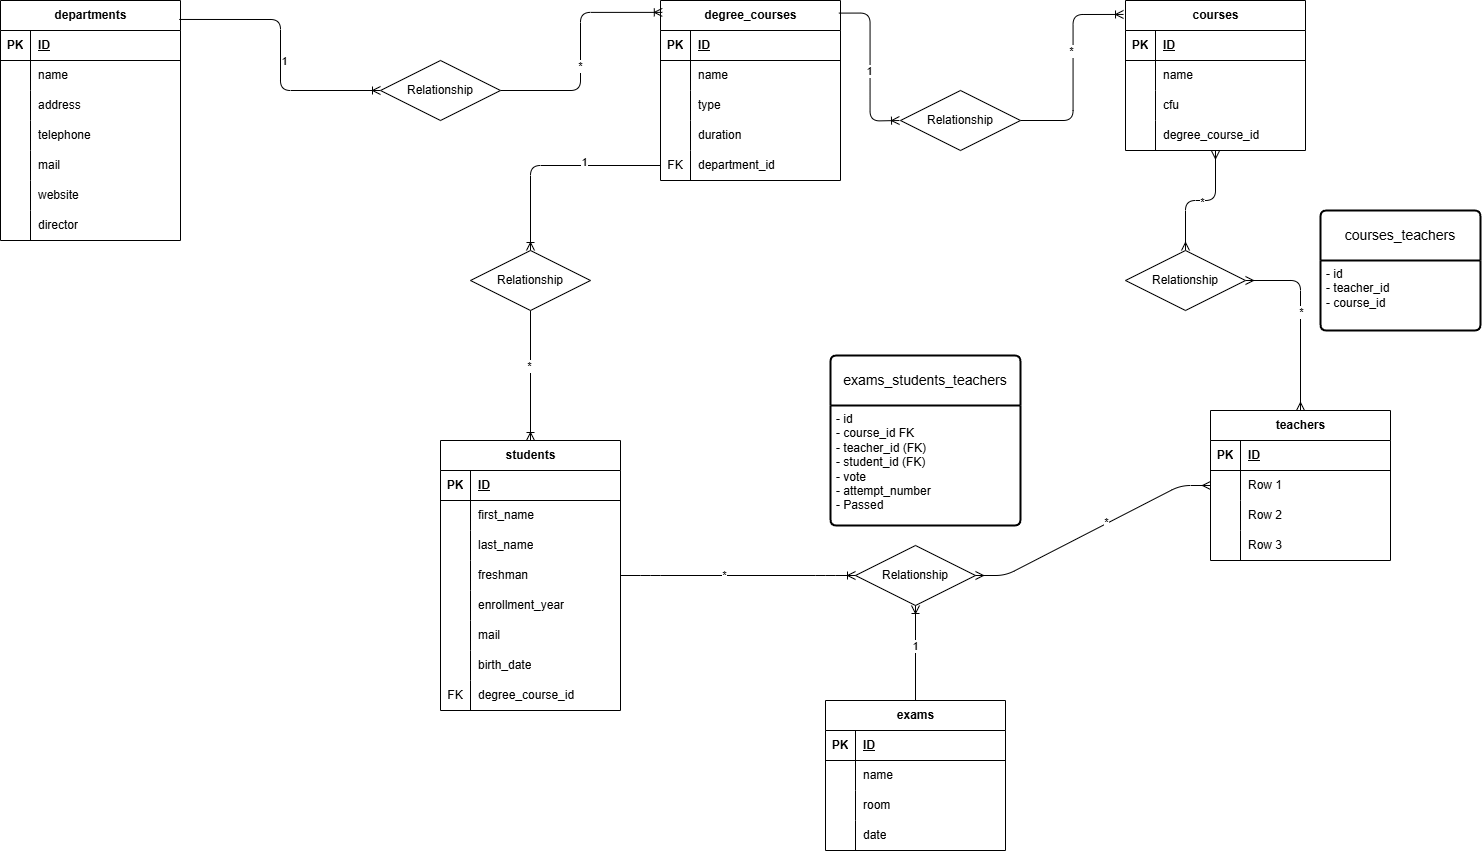 departments
PK ID
name
address
telephone
mail
website
director
1
Relationship
*
degree_courses
PK ID
name
type
duration
FK department_id
1
Relationship
*
courses
PK ID
name
cfu
degree_course_id
1
Relationship
*
*
Relationship
*
courses_teachers
- id
- teacher_id
- course_id
exams_students_teachers
- id
- course_id FK
- teacher_id (FK)
- student_id (FK)
- vote
- attempt_number
- Passed
teachers
PK ID
Row 1
Row 2
Row 3
students
PK ID
first_name
last_name
freshman
enrollment_year
mail
birth_date
FK degree_course_id
*
Relationship
*
1
exams
PK ID
name
room
date